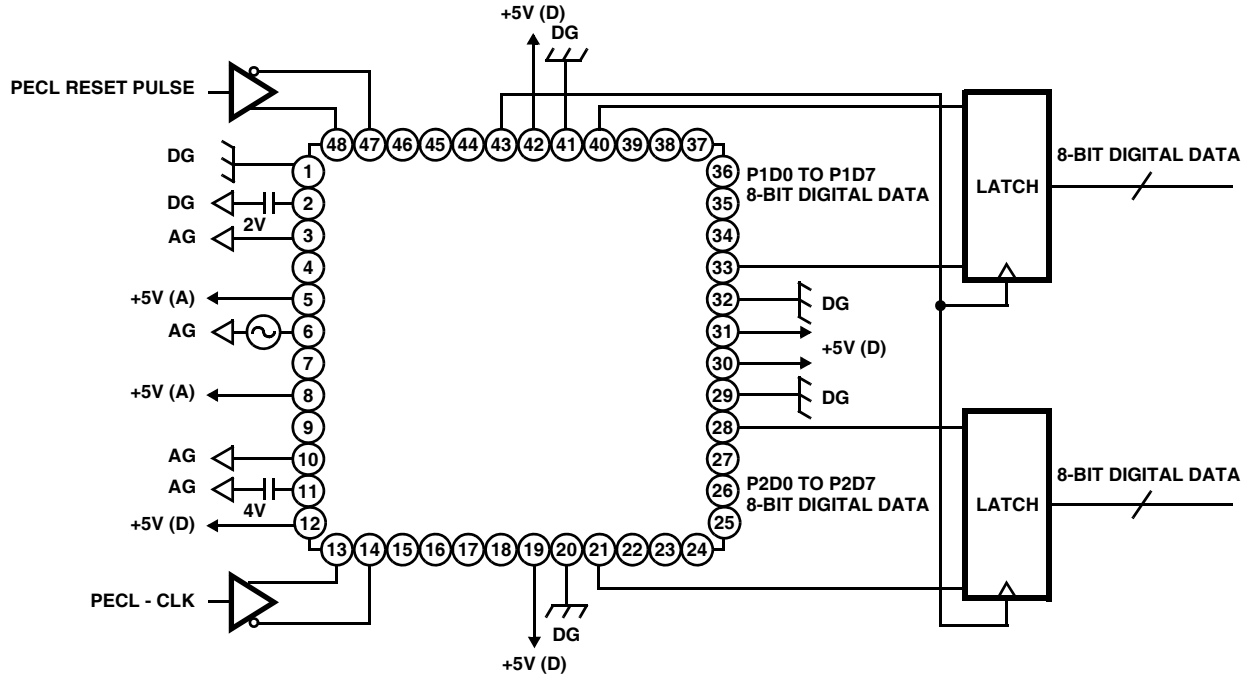 +5V (D)
DG
PECL RESET PULSE
48 47 46 45 44 43 42 41 40 39 38 37
DG
1
DG
2V
2
AG
3
4
+5V (A)
5
AG
6
7
+5V (A)
8
9
AG
10
AG
4V
11
+5V (D)
12
PECL - CLK
13 14 15 16 17 18 19 20 21 22 23 24
+5V (D)
DG
36
P1D0 TO P1D7
8-BIT DIGITAL DATA
35
34
33
32
DG
31
+5V (D)
30
29
DG
28
27
26
P2D0 TO P2D7
8-BIT DIGITAL DATA
25
LATCH
8-BIT DIGITAL DATA
LATCH
8-BIT DIGITAL DATA